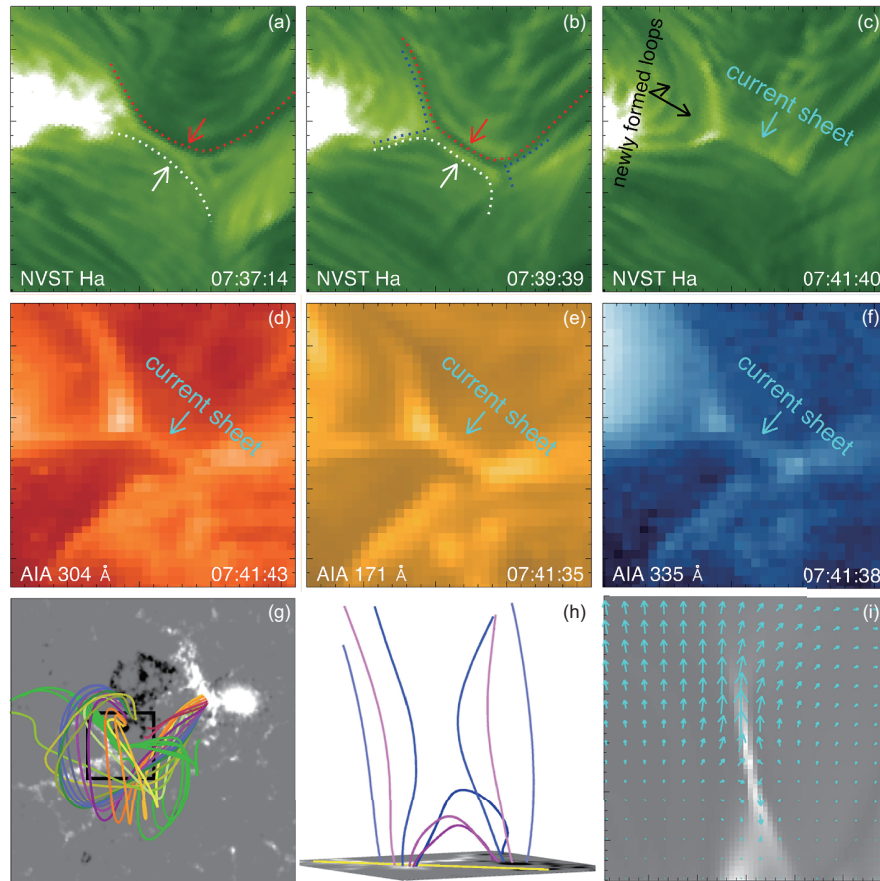 (a)
NVST Ha 07:37:14
(b)
NVST Ha 07:39:39
(c)
newly formed loops
current sheet
NVST Ha 07:41:40
(d)
current sheet
AIA 304 Å 07:41:43
(e)
current sheet
AIA 171 Å 07:41:35
(f)
current sheet
AIA 335 Å 07:41:38
(g)
(h)
(i)